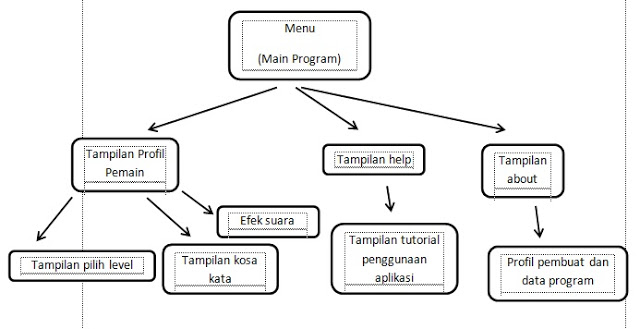 Menu
(Main Program)
Tampilan Profil
Pemain
Tampilan help
Tampilan
about
Efek suara
Tampilan pilih level
Tampilan kosa
kata
Tampilan tutorial
penggunaan
aplikasi
Profil pembuat dan
data program